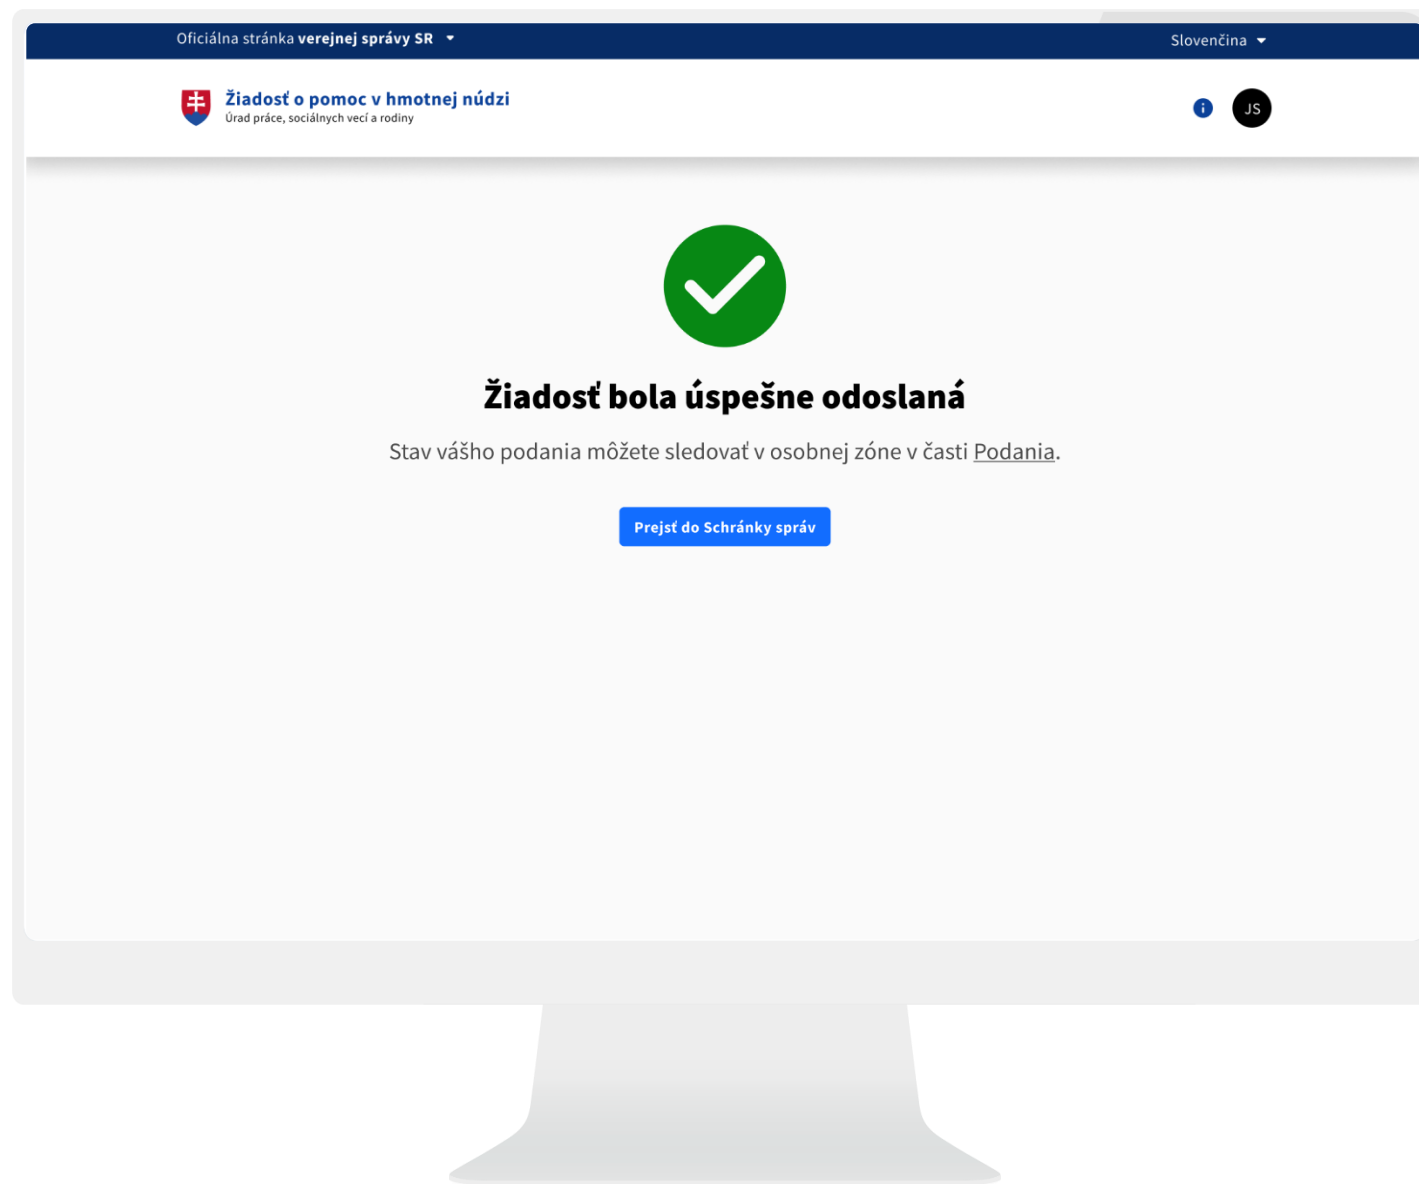 Oficiálna stránka verejnej správy SR
Slovenčina
Žiadosť o pomoc v hmotnej núdzi
Úrad práce, sociálnych vecí a rodiny
i
JS
Žiadosť bola úspešne odoslaná
Stav vášho podania môžete sledovať v osobnej zóne v časti Podania.
Prejsť do Schránky správ